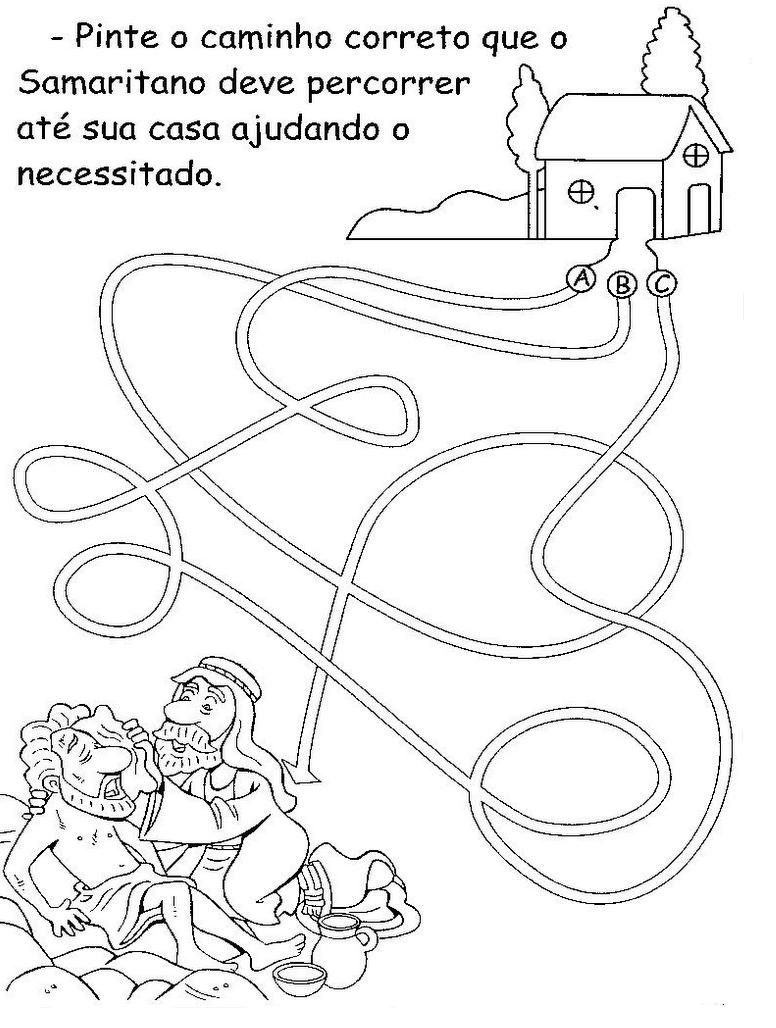 - Pinte o caminho correto que o
Samaritano deve percorrer
até sua casa ajudando o
necessitado.
A B C